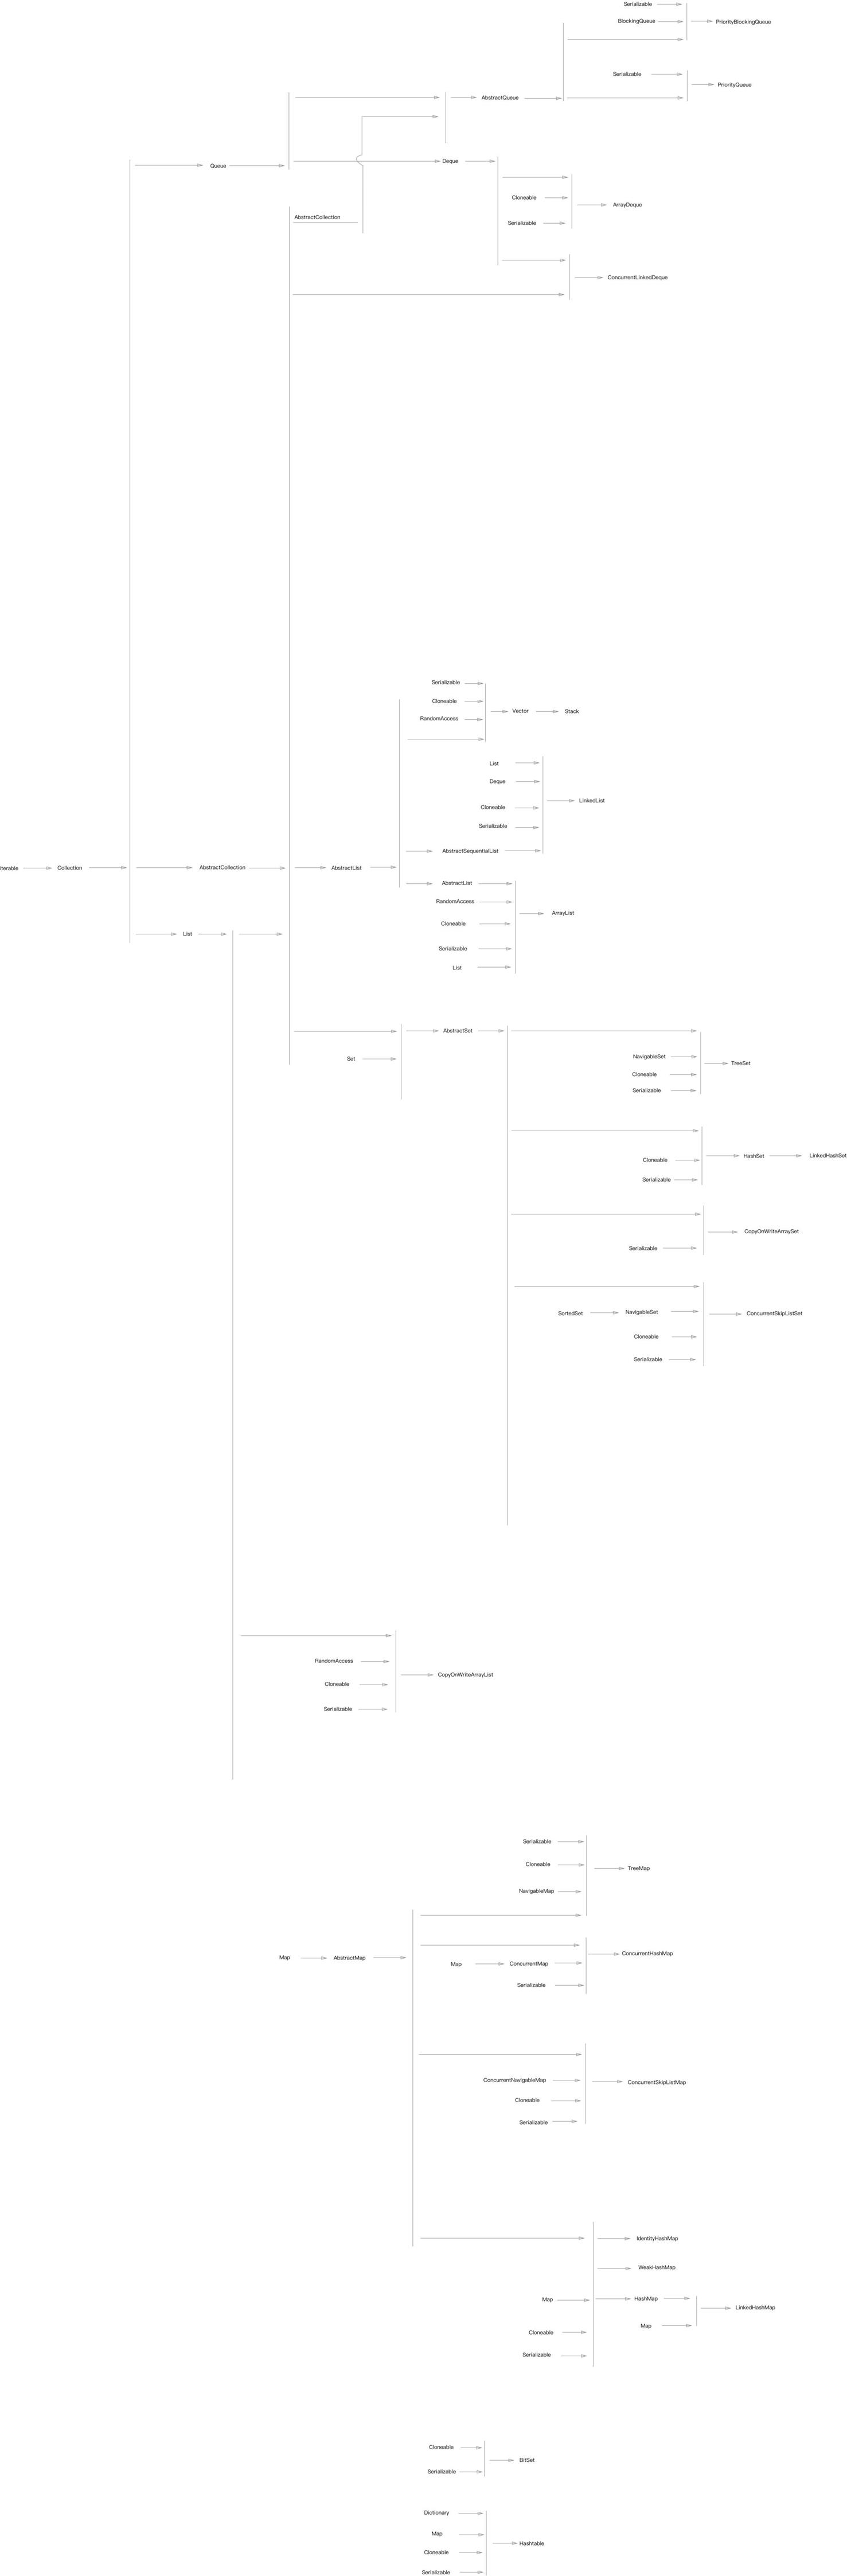 Serializable
BlockingQueue
PriorityBlockingQueue
Serializable
PriorityQueue
AbstractQueue
Deque
Queue
Cloneable
ArrayDeque
AbstractCollection
Serializable
ConcurrentLinkedDeque
Serializable
Cloneable
Vector
Stack
RandomAccess
List
Deque
LinkedList
Cloneable
Serializable
AbstractSequentialList
Iterable
Collection
AbstractCollection
AbstractList
AbstractList
RandomAccess
ArrayList
Cloneable
List
Serializable
List
AbstractSet
Set
NavigableSet
TreeSet
Cloneable
Serializable
HashSet
LinkedHashSet
Cloneable
Serializable
CopyOnWriteArraySet
Serializable
SortedSet
NavigableSet
ConcurrentSkipListSet
Cloneable
Serializable
RandomAccess
CopyOnWriteArrayList
Cloneable
Serializable
Serializable
Cloneable
TreeMap
NavigableMap
ConcurrentHashMap
Map
AbstractMap
Map
ConcurrentMap
Serializable
ConcurrentNavigableMap
ConcurrentSkipListMap
Cloneable
Serializable
IdentityHashMap
WeakHashMap
Map
HashMap
LinkedHashMap
Map
Cloneable
Serializable
Cloneable
BitSet
Serializable
Dictionary
Map
Hashtable
Cloneable
Serializable